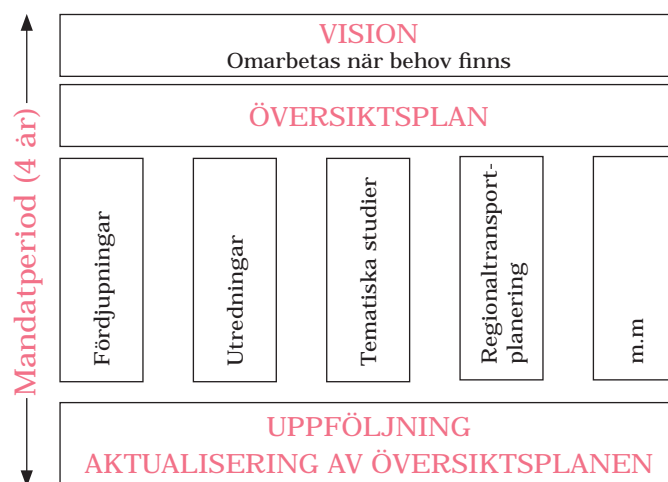 Mandatperiod (4 år)
VISION
Omarbetas när behov finns
ÖVERSIKTSPLAN
Fördjupningar
Utredningar
Tematiska studier
Regionaltransport-
planering
m.m
UPPFÖLJNING
AKTUALISERING AV ÖVERSIKTSPLANEN